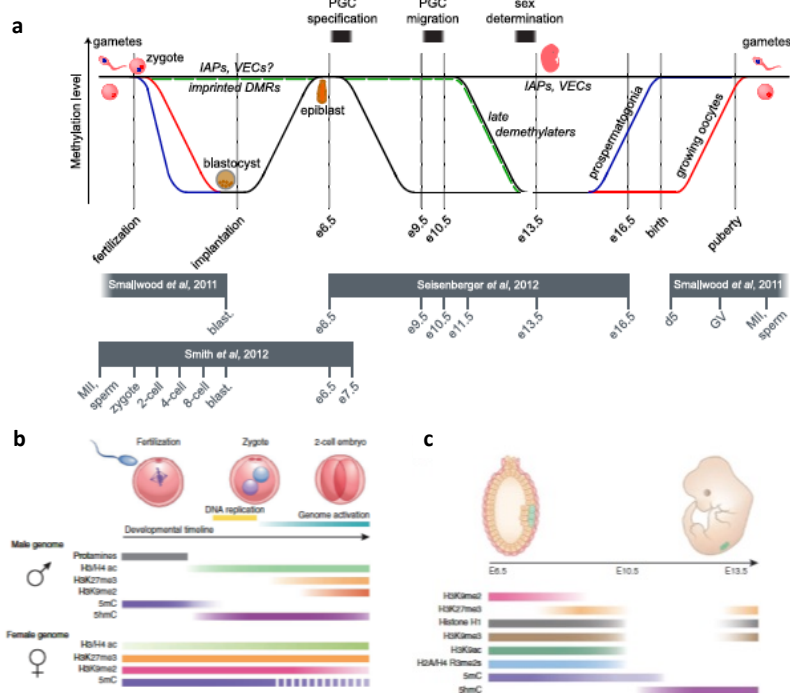 PGC
specification
PGC
migration
sex
determination
a
gametes
zygote
IAPs, VECs?
imprinted DMRs
epiblast
blastocyst
IAPs, VECs
late
demethylaters
prospermatogonia
growing oocytes
gametes
Methylation level
fertilization
implantation
e6.5
e9.5
e10.5
e13.5
e16.5
birth
puberty
Smallwood et al, 2011
blast.
Seisenberger et al, 2012
e6.5
e9.5
e10.5
e11.5
e13.5
e16.5
Smallwood et al, 2011
d5
GV
MII,
sperm
Smith et al, 2012
MII,
sperm
zygote
2-cell
4-cell
8-cell
blast.
e6.5
e7.5
b
Fertilization
Zygote
2-cell embryo
DNA replication
Genome activation
Developmental timeline
Male genome
Protamines
H3/H4 ac
H3K27me3
H3K9me2
5mC
5hmC
Female genome
H3/H4 ac
H3K27me3
H3K9me2
5mC
c
E6.5
E10.5
E13.5
H3K9me2
H3K27me3
Histone H1
H3K9me3
H3K9ac
H2A/H4 R3me2s
5mC
5hmC